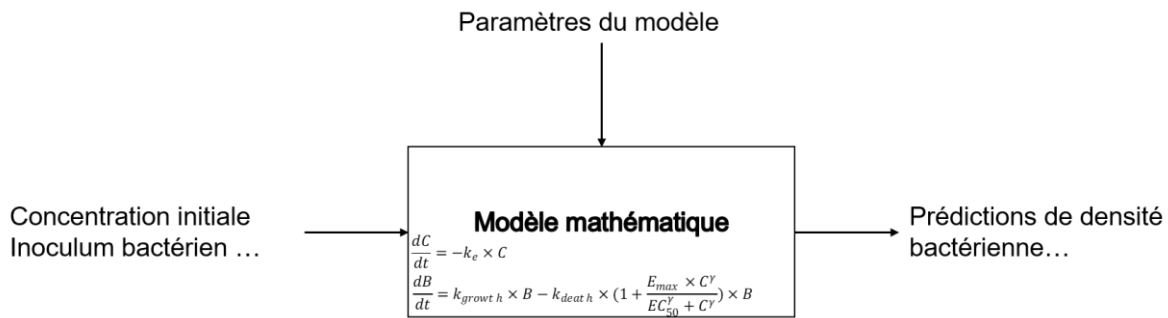 Paramètres du modèle
Concentration initiale
Inoculum bactérien …
Modèle mathématique
dC/dt = −k_e × C
dB/dt = k_growth × B − k_death × (1 + (E_max × C^γ)/(EC_50^γ + C^γ)) × B
Prédictions de densité
bactérienne…